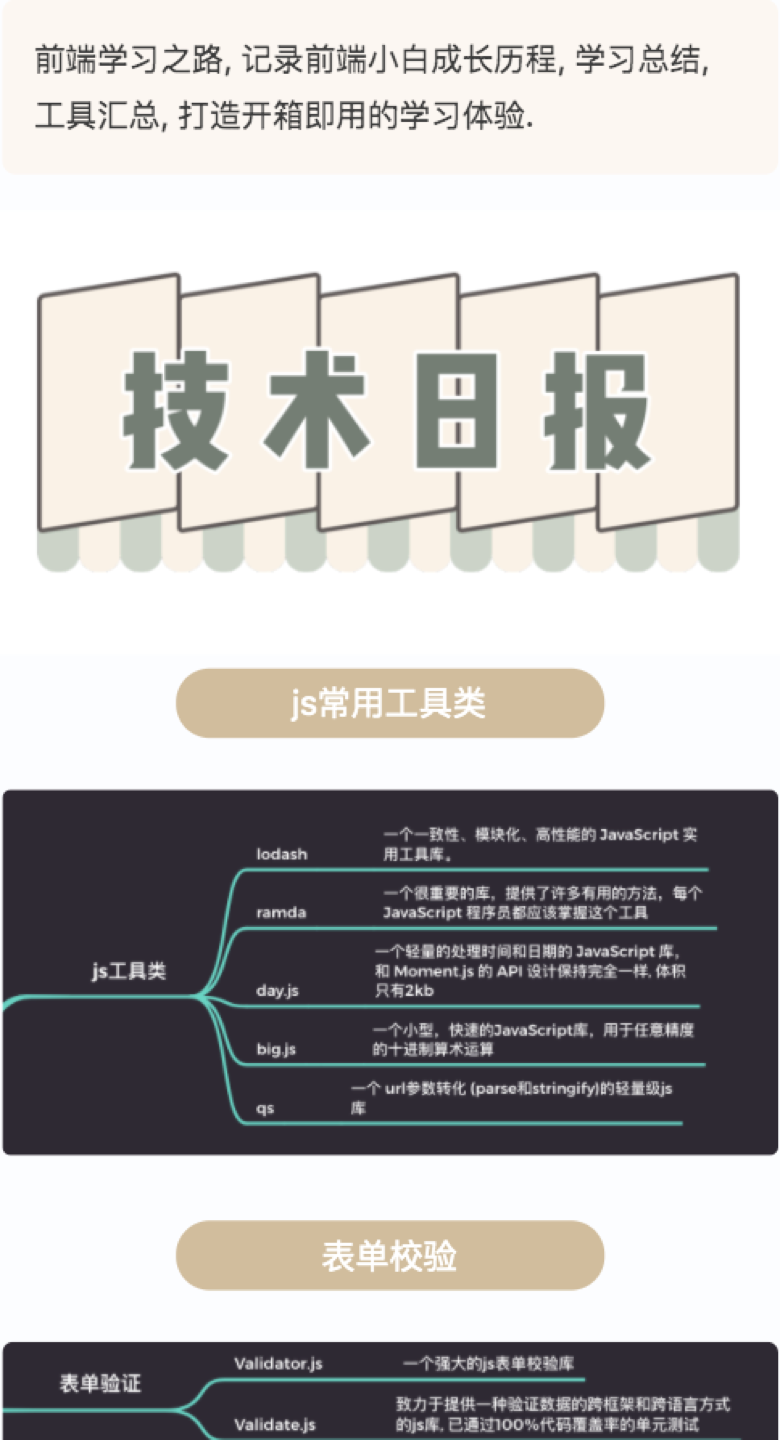 前端学习之路, 记录前端小白成长历程, 学习总结,
工具汇总, 打造开箱即用的学习体验.
技术日报
js常用工具类
js工具类
lodash
一个一致性、模块化、高性能的 JavaScript 实
用工具库。
ramda
一个很重要的库，提供了许多有用的方法，每个
JavaScript 程序员都应该掌握这个工具
day.js
一个轻量的处理时间和日期的 JavaScript 库，
和 Moment.js 的 API 设计保持完全一样, 体积
只有2kb
big.js
一个小型，快速的JavaScript库，用于任意精度
的十进制算术运算
qs
一个 url参数转化 (parse和stringify)的轻量级js
库
表单校验
表单验证
Validator.js
一个强大的js表单校验库
Validate.js
致力于提供一种验证数据的跨框架和跨语言方式
的js库, 已通过100%代码覆盖率的单元测试